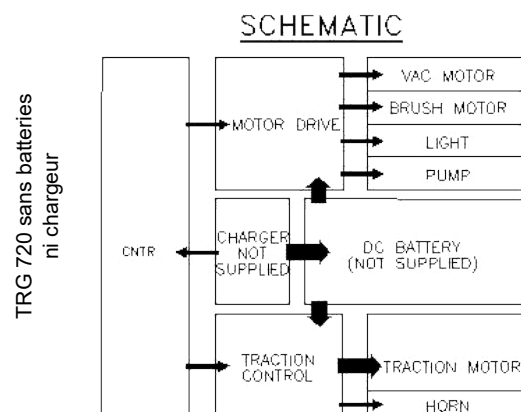 SCHEMATIC
TRG 720 sans batteries
ni chargeur
CNTR
MOTOR DRIVE
VAC MOTOR
BRUSH MOTOR
LIGHT
PUMP
CHARGER
NOT
SUPPLIED
DC BATTERY
(NOT SUPPLIED)
TRACTION
CONTROL
TRACTION MOTOR
HORN